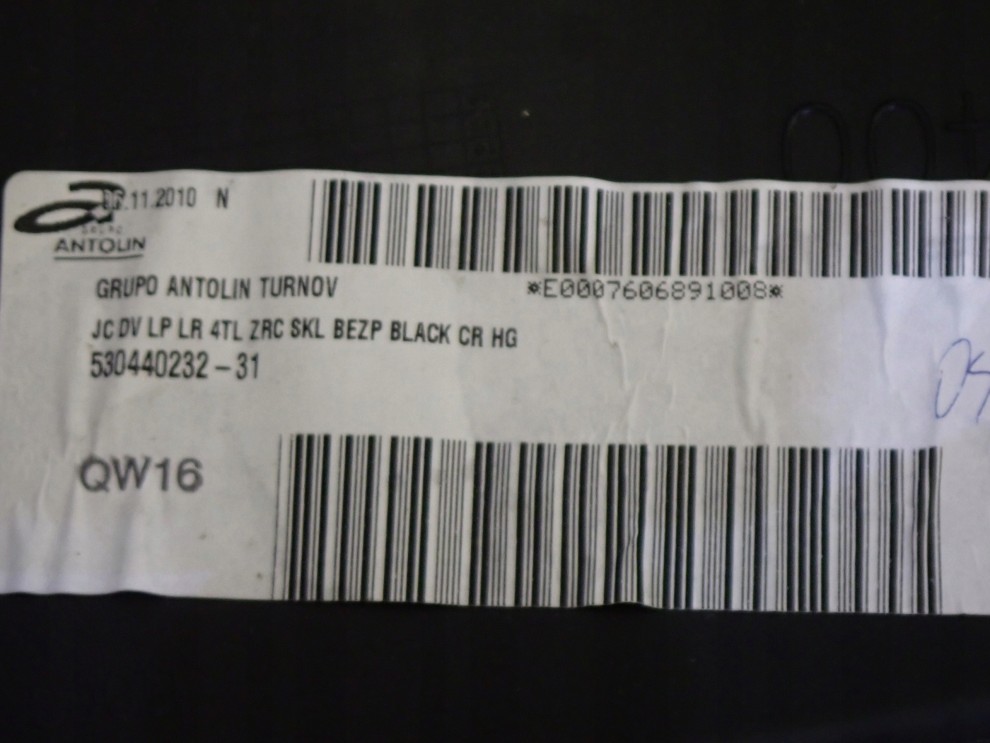 .11.2010 N
GRUPO
ANTOLIN
GRUPO ANTOLIN TURNOV
*E0007606891008*
JC DV LP LR 4TL ZRC SKL BEZP BLACK CR HG
530440232-31
QW16